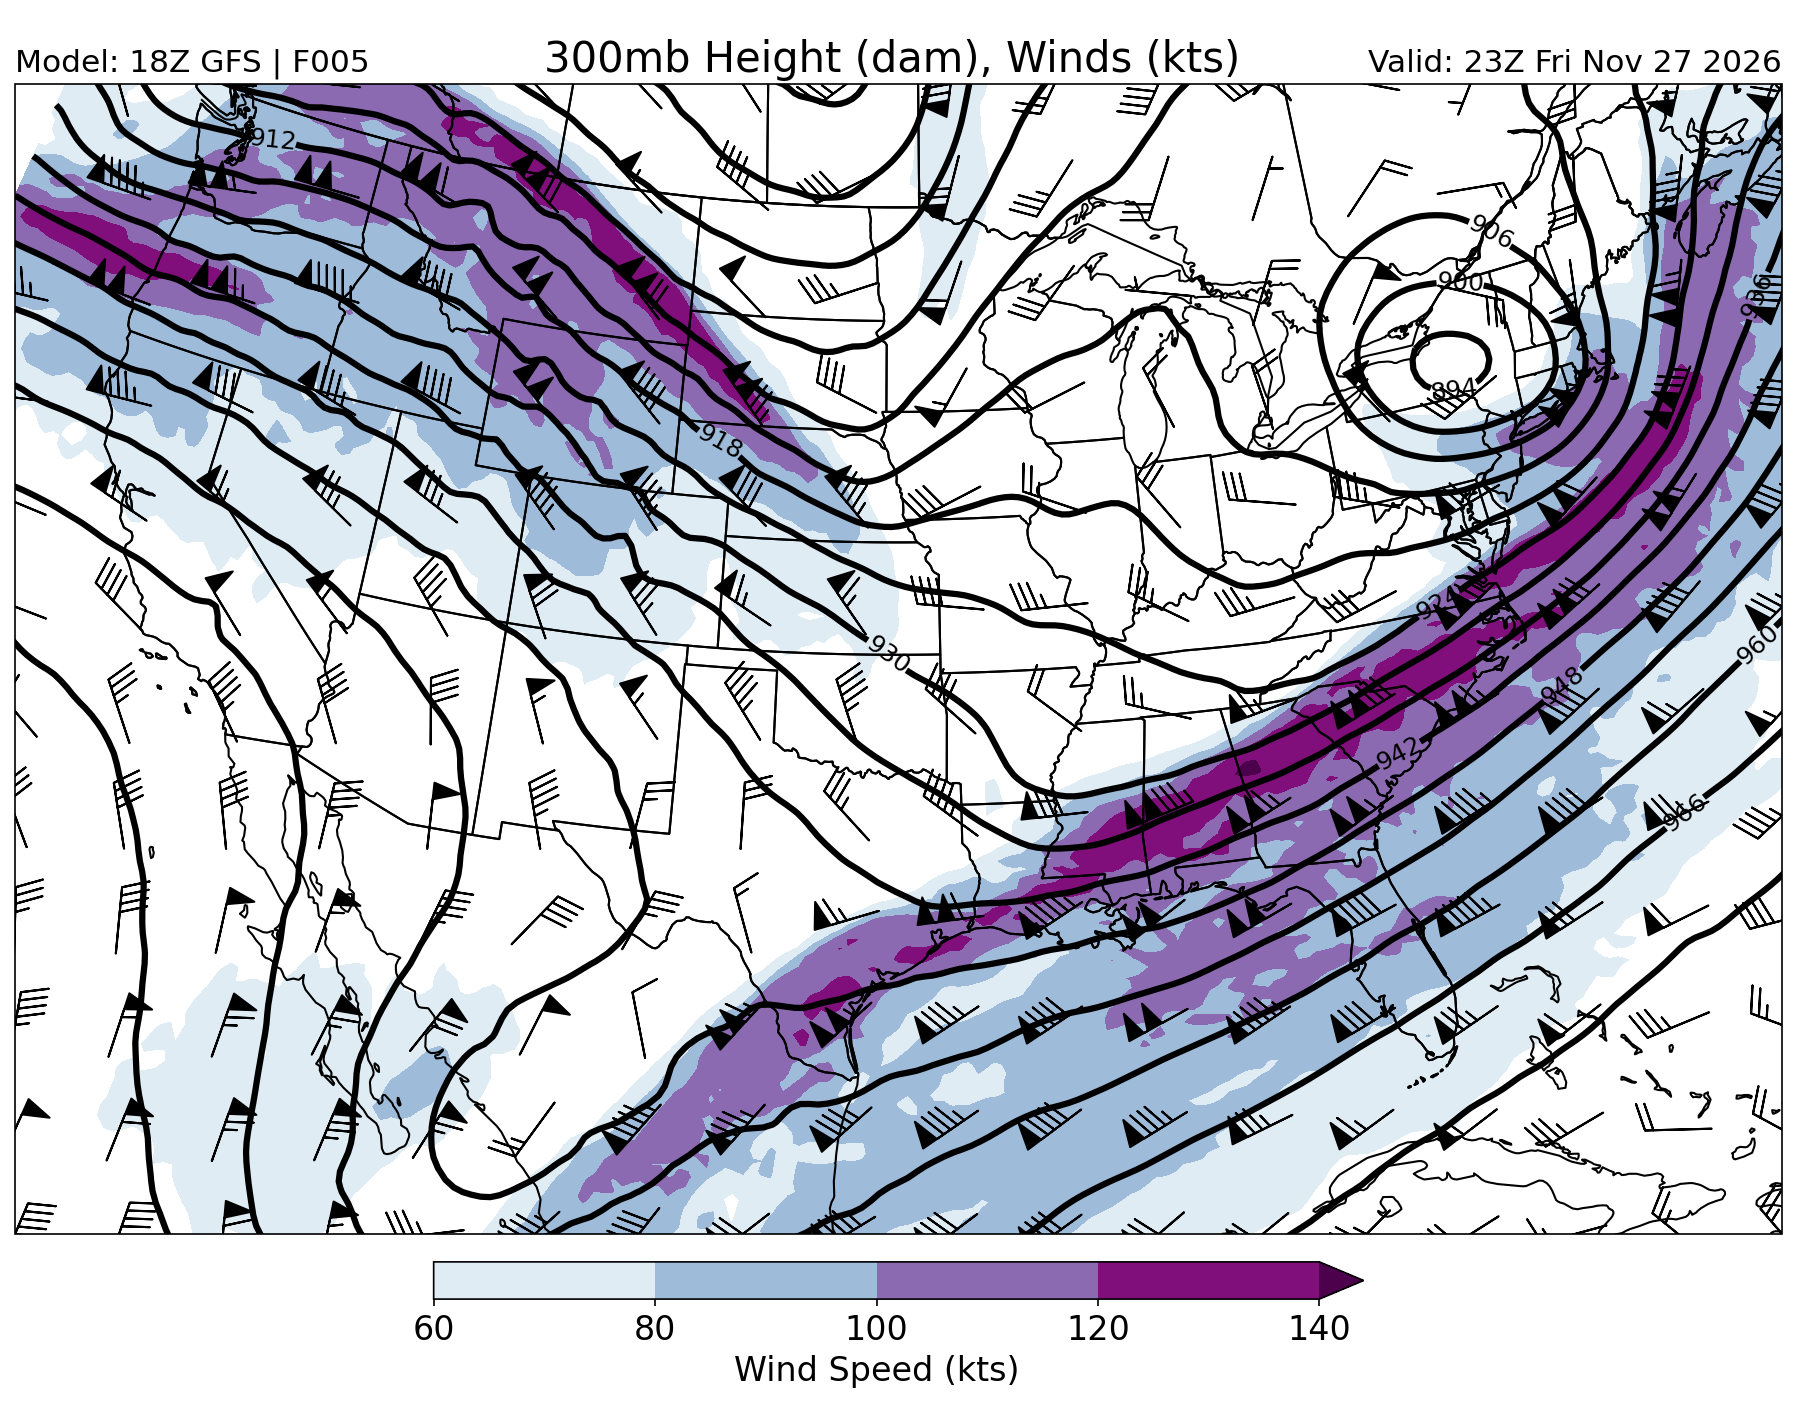 Model: 18Z GFS | F005
300mb Height (dam), Winds (kts)
Valid: 23Z Fri Nov 27 2026
912
906
900
936
894
918
924
930
960
948
942
966
60 80 100 120 140
Wind Speed (kts)